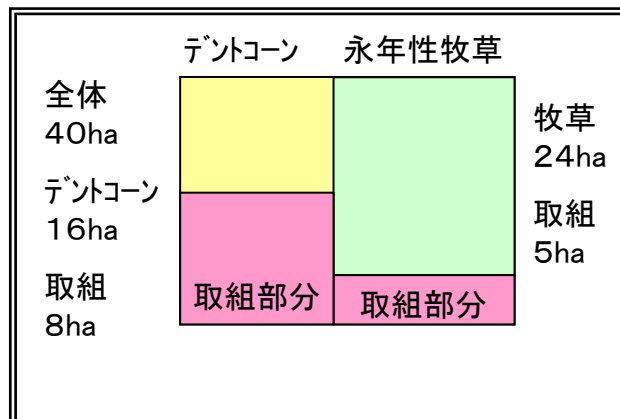 ﾃﾞﾝﾄｺｰﾝ 永年性牧草
全体
40ha
ﾃﾞﾝﾄｺｰﾝ
16ha
取組
8ha
取組部分 取組部分
牧草
24ha
取組
5ha